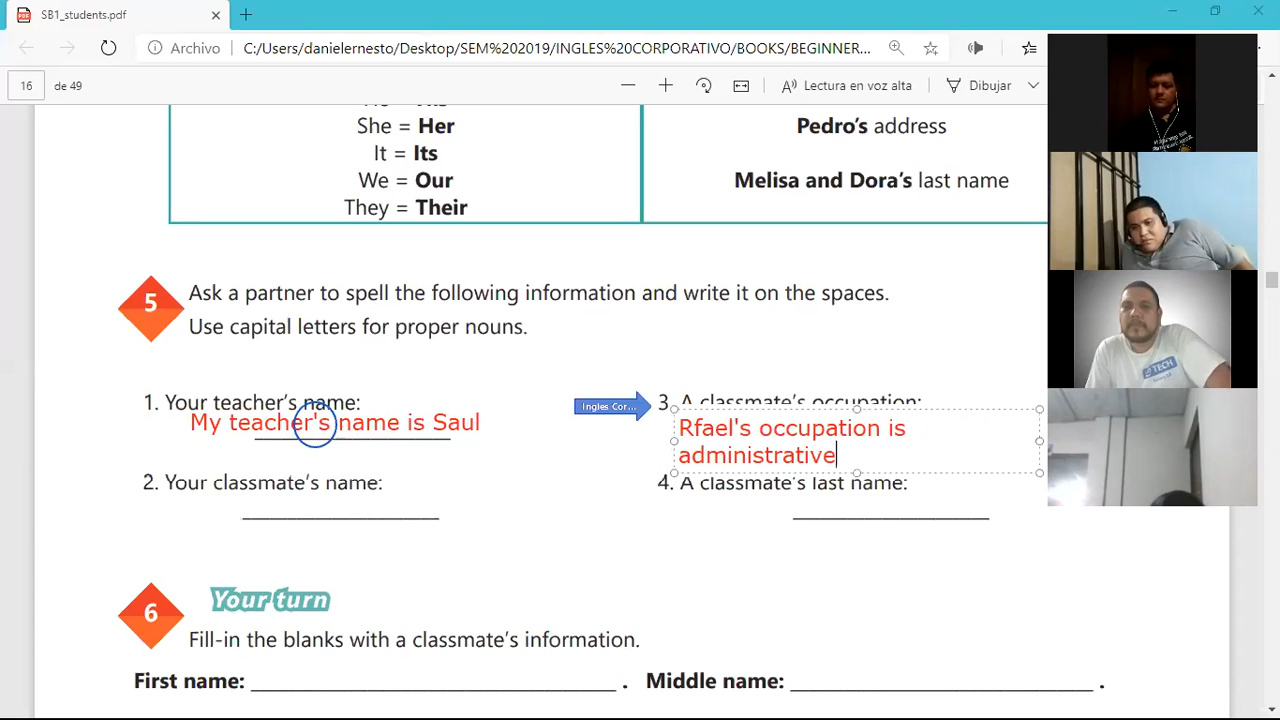 SB1_students.pdf
Archivo
C:/Users/danielernesto/Desktop/SEM%202019/INGLES%20CORPORATIVO/BOOKS/BEGINNER...
16 de 49
Lectura en voz alta
Dibujar
She = Her
It = Its
We = Our
They = Their
Pedro's address
Melisa and Dora's last name
5
Ask a partner to spell the following information and write it on the spaces.
Use capital letters for proper nouns.
1. Your teacher's name:
My teacher's name is Saul
2. Your classmate's name:
Ingles Cor...
3. A classmate's occupation:
Rfael's occupation is
administrative
4. A classmate's last name:
TECH
6
Your turn
Fill-in the blanks with a classmate's information.
First name: ______ . Middle name: ______ .